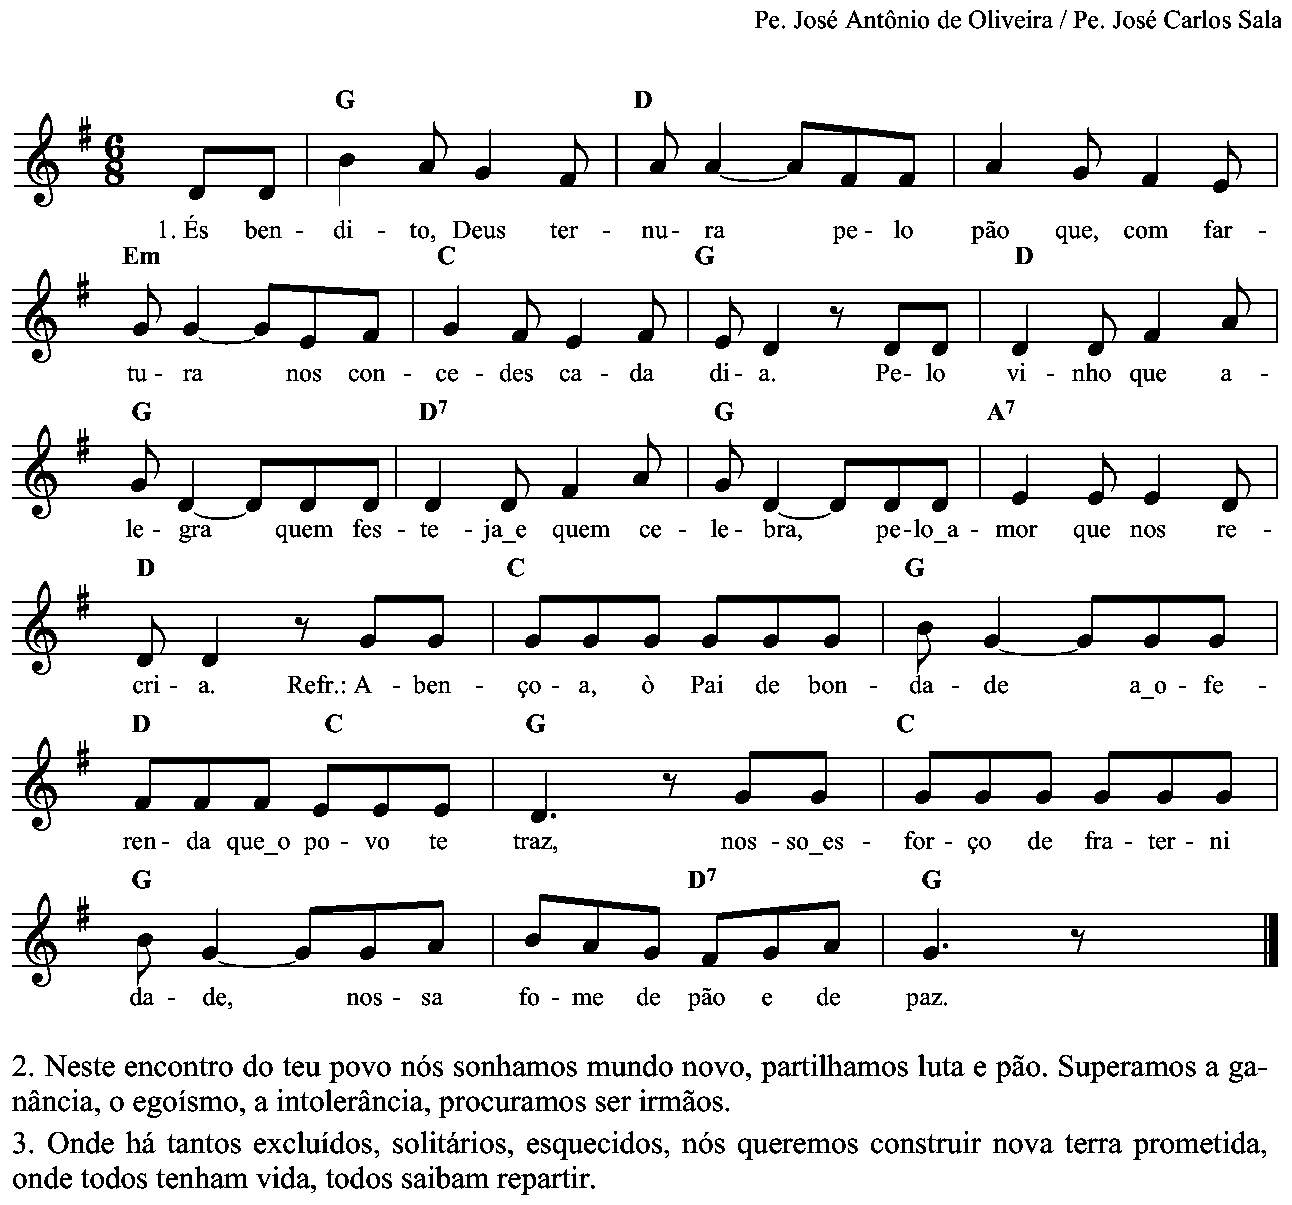 Pe. José Antônio de Oliveira / Pe. José Carlos Sala
G D
6
8
1. És ben - di - to, Deus ter - nu - ra pe - lo pão que, com far -
Em C G D
tu - ra nos con - ce - des ca - da di - a. Pe - lo vi - nho que a -
G D7 G A7
le - gra quem fes - te - ja_e quem ce - le - bra, pe - lo_a - mor que nos re -
D C G
cri - a. Refr.: A - ben - ço - a, ò Pai de bon - da - de a_o - fe -
D C G C
ren - da que_o po - vo te traz, nos - so_es - for - ço de fra - ter - ni
G D7 G
da - de, nos - sa fo - me de pão e de paz.
2. Neste encontro do teu povo nós sonhamos mundo novo, partilhamos luta e pão. Superamos a ga-
nância, o egoísmo, a intolerância, procuramos ser irmãos.
3. Onde há tantos excluídos, solitários, esquecidos, nós queremos construir nova terra prometida,
onde todos tenham vida, todos saibam repartir.